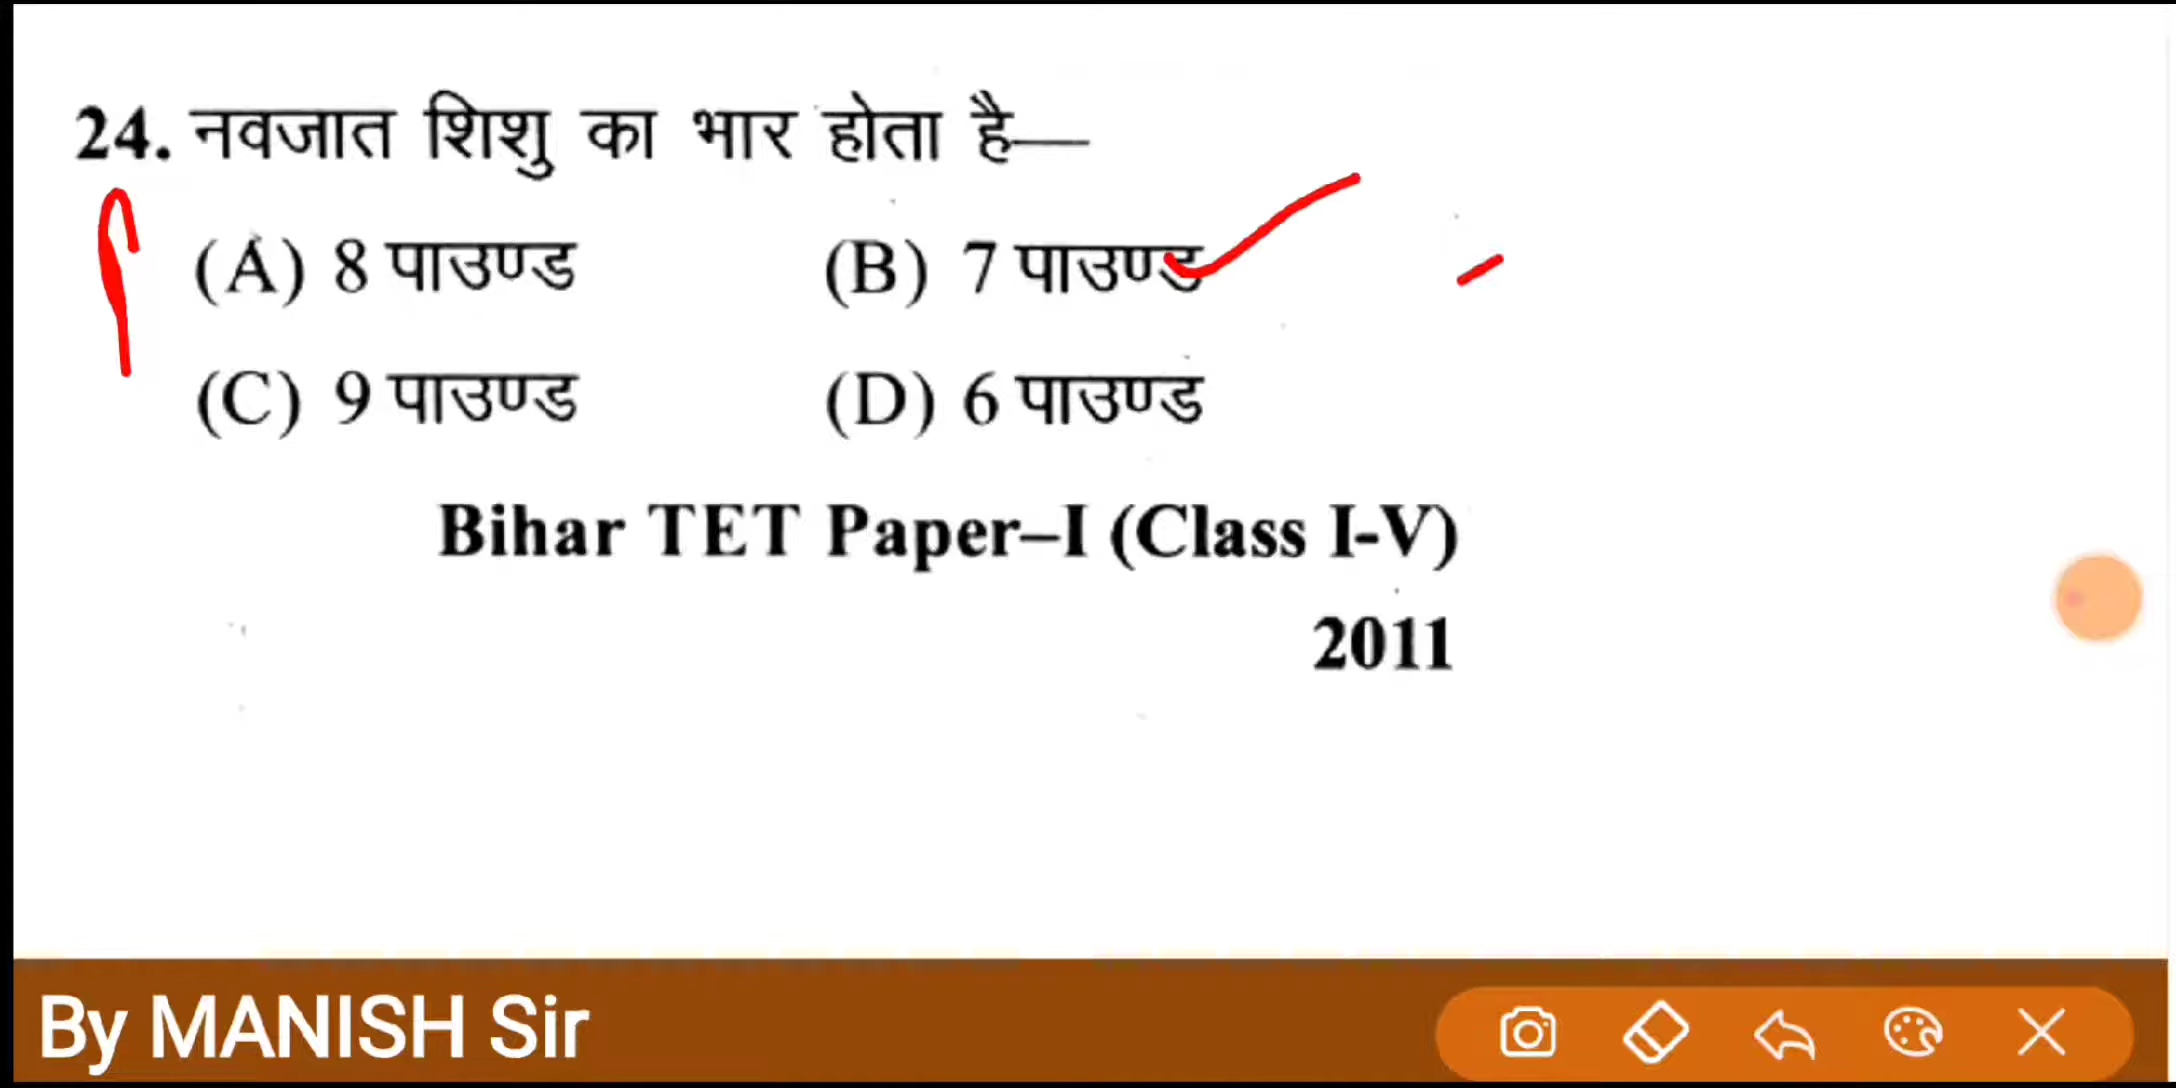 24. नवजात शिशु का भार होता है—
(A) 8 पाउण्ड (B) 7 पाउण्ड
(C) 9 पाउण्ड (D) 6 पाउण्ड
Bihar TET Paper–I (Class I-V)
2011
By MANISH Sir